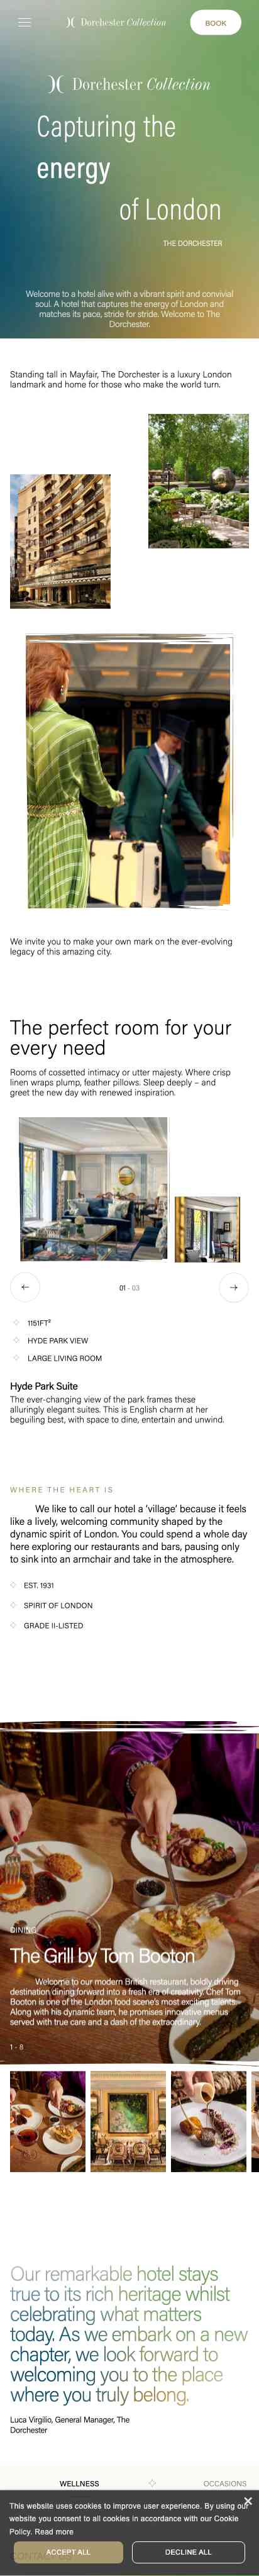 Dorchester Collection
BOOK
Dorchester Collection
Capturing the
energy
of London
THE DORCHESTER
Welcome to a hotel alive with a vibrant spirit and convivial
soul. A hotel that captures the energy of London and
matches its pace, stride for stride. Welcome to The
Dorchester.
Standing tall in Mayfair, The Dorchester is a luxury London
landmark and home for those who make the world turn.
We invite you to make your own mark on the ever-evolving
legacy of this amazing city.
The perfect room for your
every need
Rooms of cossetted intimacy or utter majesty. Where crisp
linen wraps plump, feather pillows. Sleep deeply – and
greet the new day with renewed inspiration.
01 - 03
1151FT²
HYDE PARK VIEW
LARGE LIVING ROOM
Hyde Park Suite
The ever-changing view of the park frames these
alluringly elegant suites. This is English charm at her
beguiling best, with space to dine, entertain and unwind.
WHERE THE HEART IS
We like to call our hotel a ‘village’ because it feels
like a lively, welcoming community shaped by the
dynamic spirit of London. You could spend a whole day
here exploring our restaurants and bars, pausing only
to sink into an armchair and take in the atmosphere.
EST. 1931
SPIRIT OF LONDON
GRADE II-LISTED
DINING
The Grill by Tom Booton
Welcome to our modern British restaurant, boldly driving
destination dining forward into a fresh era of creativity. Chef Tom
Booton is one of the London food scene's most exciting talents.
Along with his dynamic team, he promises innovative menus
served with true care and a dash of the extraordinary.
1 - 8
Our remarkable hotel stays
true to its rich heritage whilst
celebrating what matters
today. As we embark on a new
chapter, we look forward to
welcoming you to the place
where you truly belong.
Luca Virgilio, General Manager, The
Dorchester
WELLNESS
OCCASIONS
This website uses cookies to improve user experience. By using our
website you consent to all cookies in accordance with our Cookie
Policy. Read more
ACCEPT ALL
DECLINE ALL